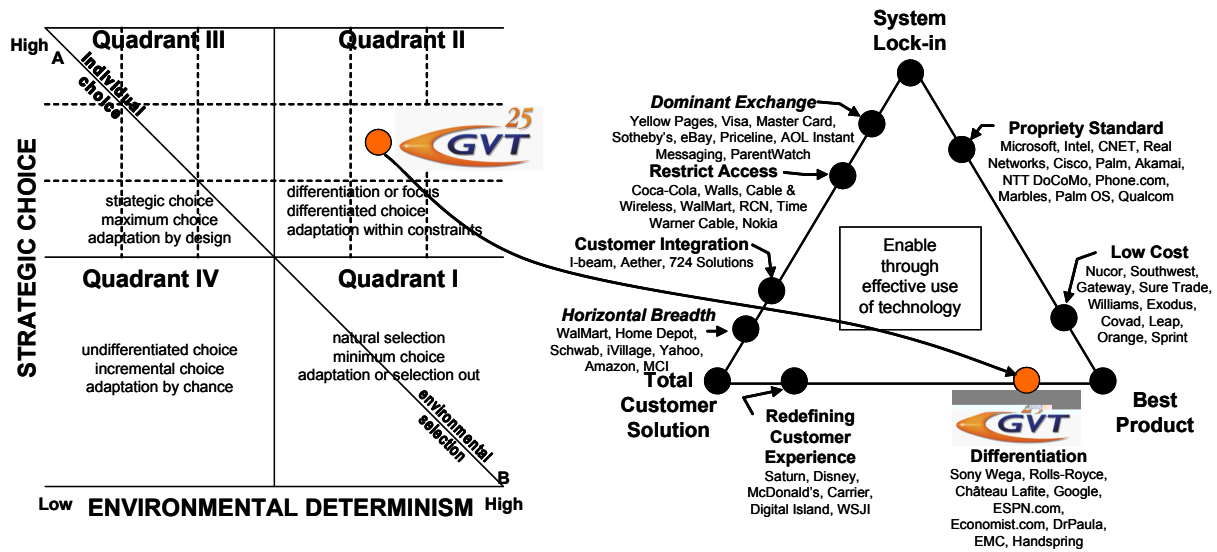 Quadrant III
Quadrant II
High
A
individual
choice
25
GVT
STRATEGIC CHOICE
strategic choice
maximum choice
adaptation by design
differentiation or focus
differentiated choice
adaptation within constraints
Quadrant IV
Quadrant I
undifferentiated choice
incremental choice
adaptation by chance
natural selection
minimum choice
adaptation or selection out
environmental
selection
B
Low
ENVIRONMENTAL DETERMINISM
High
System
Lock-in
Dominant Exchange
Yellow Pages, Visa, Master Card,
Sotheby's, eBay, Priceline, AOL Instant
Messaging, ParentWatch
Restrict Access
Coca-Cola, Walls, Cable &
Wireless, WalMart, RCN, Time
Warner Cable, Nokia
Customer Integration
I-beam, Aether, 724 Solutions
Horizontal Breadth
WalMart, Home Depot,
Schwab, iVillage, Yahoo,
Amazon, MCI
Total
Customer
Solution
Propriety Standard
Microsoft, Intel, CNET, Real
Networks, Cisco, Palm, Akamai,
NTT DoCoMo, Phone.com,
Marbles, Palm OS, Qualcom
Enable
through
effective use
of technology
Low Cost
Nucor, Southwest,
Gateway, Sure Trade,
Williams, Exodus,
Covad, Leap,
Orange, Sprint
Redefining
Customer
Experience
Saturn, Disney,
McDonald's, Carrier,
Digital Island, WSJI
GVT
Differentiation
Sony Wega, Rolls-Royce,
Château Lafite, Google,
ESPN.com,
Economist.com, DrPaula,
EMC, Handspring
Best
Product